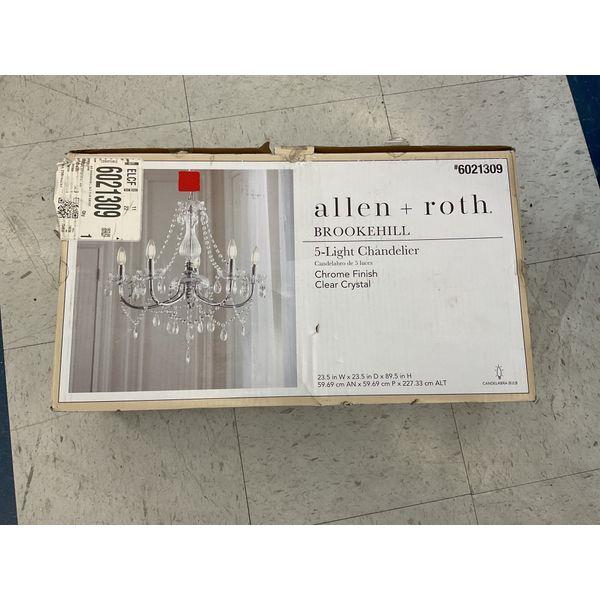 ELCF
6021309
1
#6021309
allen + roth.
BROOKEHILL
5-Light Chandelier
Candelabro de 5 luces
Chrome Finish
Clear Crystal
23.5 in W x 23.5 in D x 89.5 in H
59.69 cm AN x 59.69 cm P x 227.33 cm ALT
CANDELABRA BULB